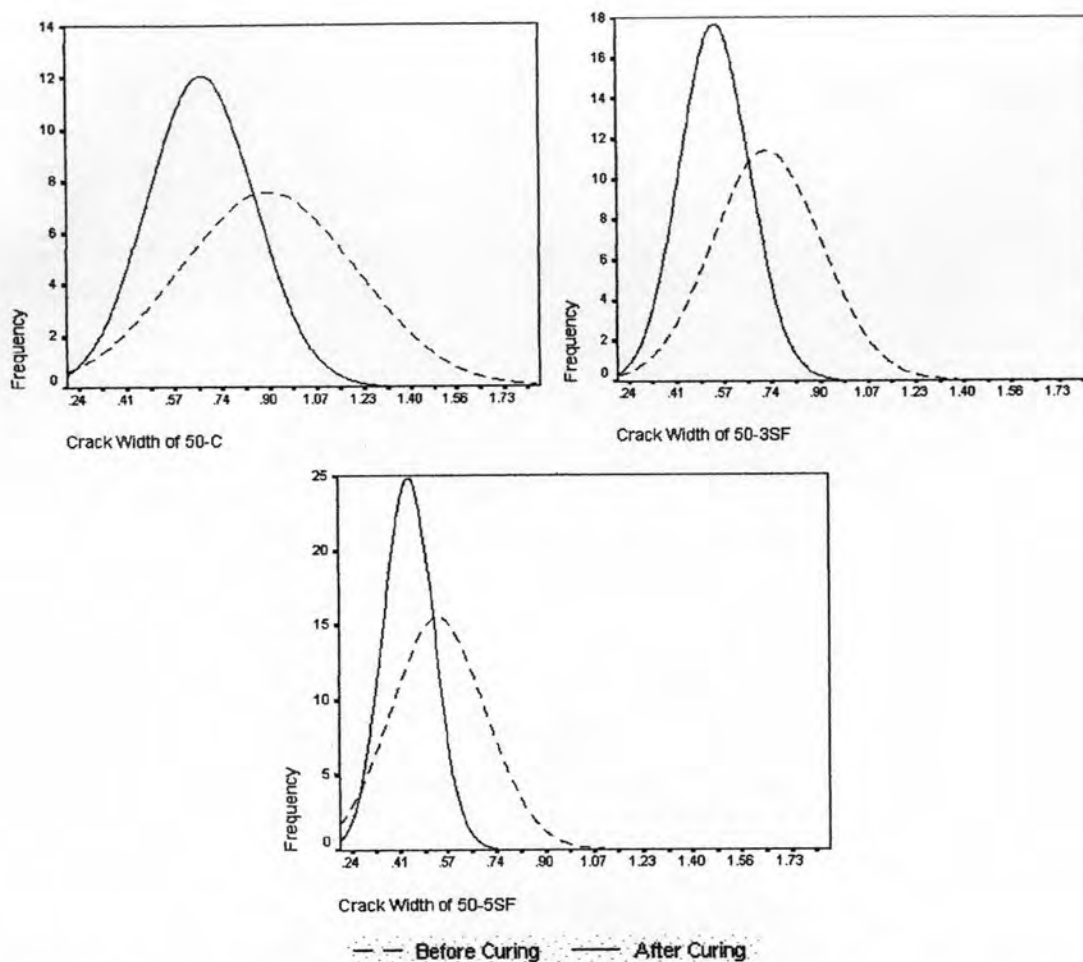 14
12
10
8
6
4
2
0
Frequency
.24 .41 .57 .74 .90 1.07 1.23 1.40 1.56 1.73
Crack Width of 50-C
18
16
14
12
10
8
6
4
2
0
Frequency
.24 .41 .57 .74 .90 1.07 1.23 1.40 1.56 1.73
Crack Width of 50-3SF
25
20
15
10
5
0
Frequency
.24 .41 .57 .74 .90 1.07 1.23 1.40 1.56 1.73
Crack Width of 50-5SF
Before Curing After Curing